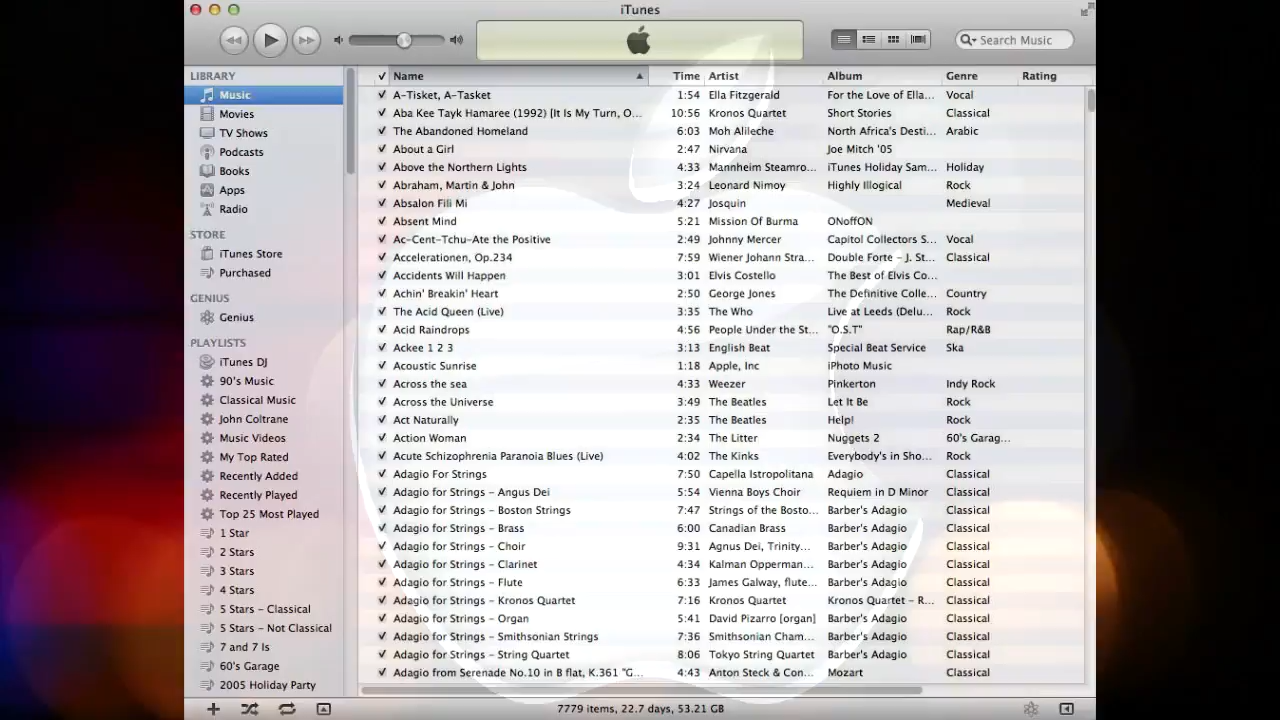 iTunes
Search Music
LIBRARY
Music
Movies
TV Shows
Podcasts
Books
Apps
Radio
STORE
iTunes Store
Purchased
GENIUS
Genius
PLAYLISTS
iTunes DJ
90's Music
Classical Music
John Coltrane
Music Videos
My Top Rated
Recently Added
Recently Played
Top 25 Most Played
1 Star
2 Stars
3 Stars
4 Stars
5 Stars – Classical
5 Stars – Not Classical
7 and 7 Is
60's Garage
2005 Holiday Party
Name Time Artist Album Genre Rating
A-Tisket, A-Tasket 1:54 Ella Fitzgerald For the Love of Ella... Vocal
Aba Kee Tayk Hamaree (1992) [It Is My Turn, O... 10:56 Kronos Quartet Short Stories Classical
The Abandoned Homeland 6:03 Moh Alileche North Africa's Desti... Arabic
About a Girl 2:47 Nirvana Joe Mitch '05
Above the Northern Lights 4:33 Mannheim Steamro... iTunes Holiday Sam... Holiday
Abraham, Martin & John 3:24 Leonard Nimoy Highly Illogical Rock
Absalon Fili Mi 4:27 Josquin Medieval
Absent Mind 5:21 Mission Of Burma ONoffON
Ac-Cent-Tchu-Ate the Positive 2:49 Johnny Mercer Capitol Collectors S... Vocal
Accelerationen, Op.234 7:59 Wiener Johann Stra... Double Forte – J. St... Classical
Accidents Will Happen 3:01 Elvis Costello The Best of Elvis Co...
Achin' Breakin' Heart 2:50 George Jones The Definitive Colle... Country
The Acid Queen (Live) 3:35 The Who Live at Leeds (Delu... Rock
Acid Raindrops 4:56 People Under the St... "O.S.T" Rap/R&B
Ackee 1 2 3 3:13 English Beat Special Beat Service Ska
Acoustic Sunrise 1:18 Apple, Inc iPhoto Music
Across the sea 4:33 Weezer Pinkerton Indy Rock
Across the Universe 3:49 The Beatles Let It Be Rock
Act Naturally 2:35 The Beatles Help! Rock
Action Woman 2:34 The Litter Nuggets 2 60's Garag...
Acute Schizophrenia Paranoia Blues (Live) 4:02 The Kinks Everybody's in Sho... Rock
Adagio For Strings 7:50 Capella Istropolitana Adagio Classical
Adagio for Strings – Angus Dei 5:54 Vienna Boys Choir Requiem in D Minor Classical
Adagio for Strings – Boston Strings 7:47 Strings of the Bosto... Barber's Adagio Classical
Adagio for Strings – Brass 6:00 Canadian Brass Barber's Adagio Classical
Adagio for Strings – Choir 9:31 Agnus Dei, Trinity... Barber's Adagio Classical
Adagio for Strings – Clarinet 4:34 Kalman Opperman... Barber's Adagio Classical
Adagio for Strings – Flute 6:33 James Galway, flute... Barber's Adagio Classical
Adagio for Strings – Kronos Quartet 7:16 Kronos Quartet Kronos Quartet – R... Classical
Adagio for Strings – Organ 5:41 David Pizarro [organ] Barber's Adagio Classical
Adagio for Strings – Smithsonian Strings 7:36 Smithsonian Cham... Barber's Adagio Classical
Adagio for Strings – String Quartet 8:06 Tokyo String Quartet Barber's Adagio Classical
Adagio from Serenade No.10 in B flat, K.361 "G... 4:43 Anton Steck & Con... Mozart Classical
7779 items, 22.7 days, 53.21 GB